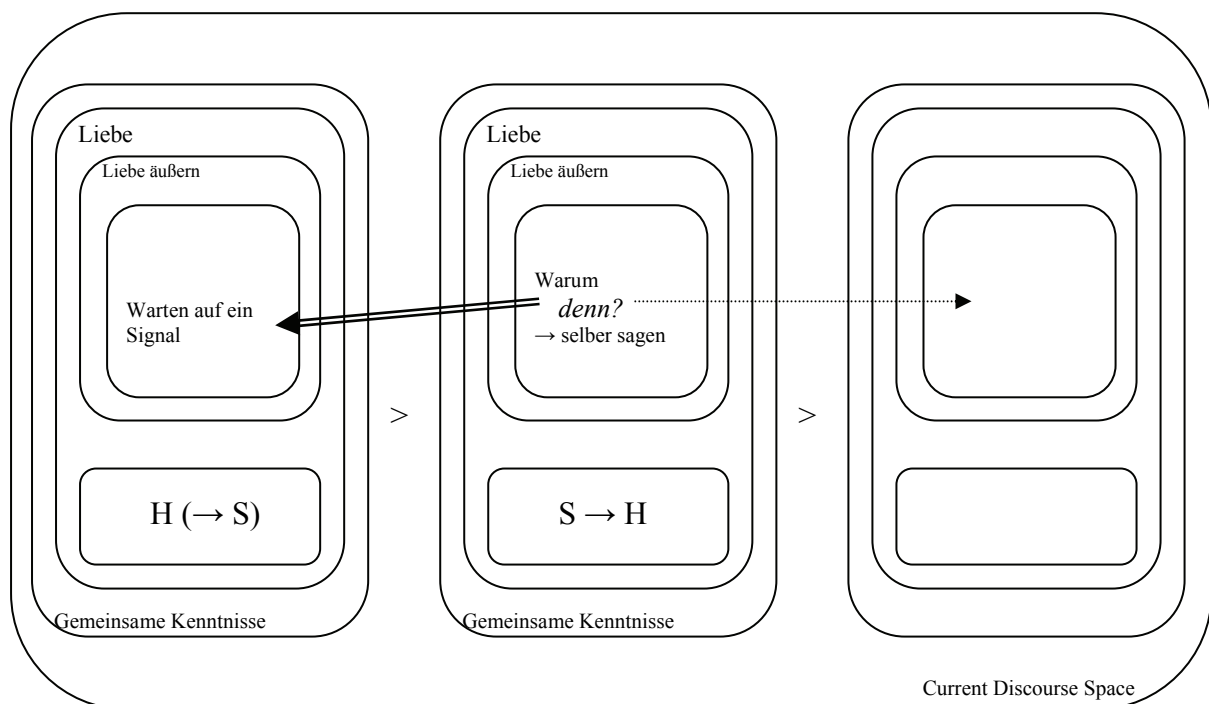 Liebe
Liebe äußern
Warten auf ein
Signal
H (→ S)
Gemeinsame Kenntnisse
>
Liebe
Liebe äußern
Warum
denn?
→ selber sagen
S → H
Gemeinsame Kenntnisse
>
Current Discourse Space